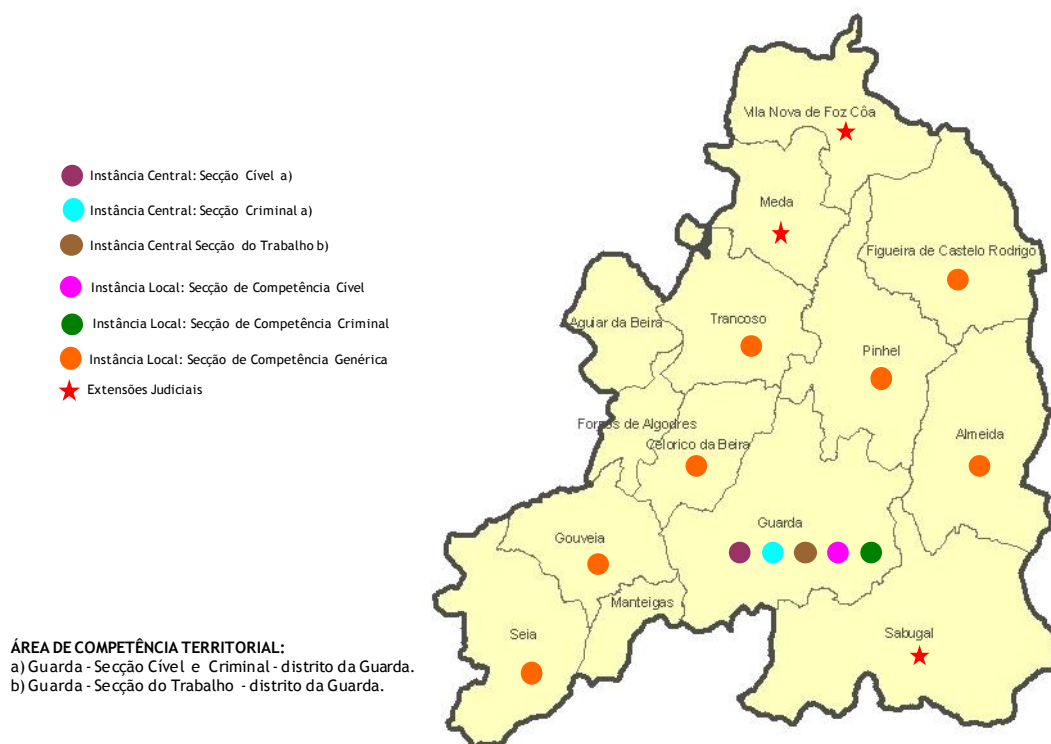 Vila Nova de Foz Côa
Instância Central: Secção Cível a)
Instância Central: Secção Criminal a)
Meda
Instância Central Secção do Trabalho b)
Figueira de Castelo Rodrigo
Instância Local: Secção de Competência Cível
Instância Local: Secção de Competência Criminal
Trancoso
Aguiar da Beira
Pinhel
Instância Local: Secção de Competência Genérica
Extensões Judiciais
Fornos de Algodres
Celorico da Beira
Almeida
Guarda
Gouveia
Manteigas
Seia
Sabugal
ÁREA DE COMPETÊNCIA TERRITORIAL:
a) Guarda - Secção Cível e Criminal - distrito da Guarda.
b) Guarda - Secção do Trabalho - distrito da Guarda.